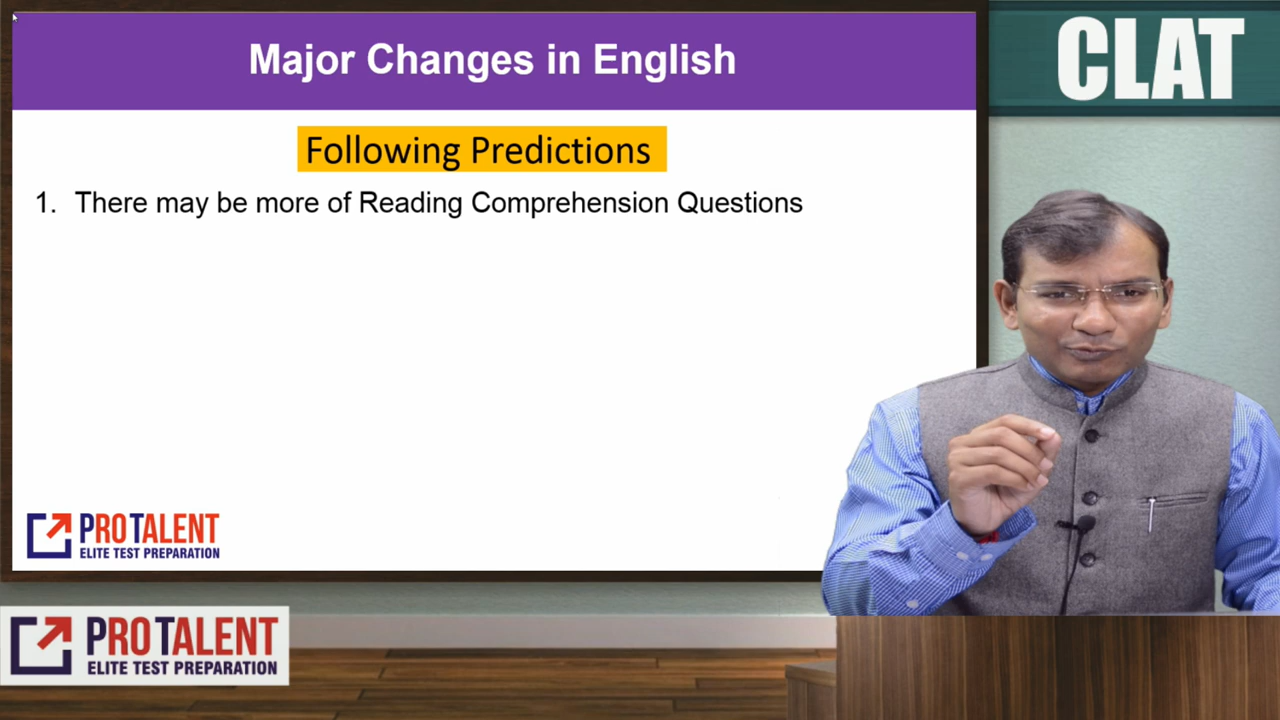 Major Changes in English
CLAT
Following Predictions
1. There may be more of Reading Comprehension Questions
PROTALENT
ELITE TEST PREPARATION
PROTALENT
ELITE TEST PREPARATION